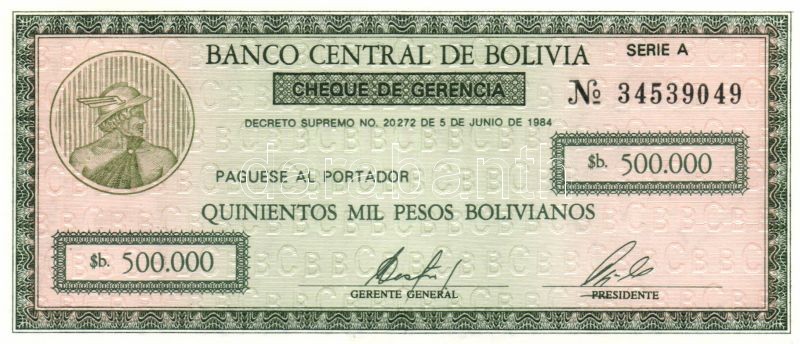 BANCO CENTRAL DE BOLIVIA
SERIE A
CHEQUE DE GERENCIA
Nº 34539049
DECRETO SUPREMO NO. 20272 DE 5 DE JUNIO DE 1984
$b. 500.000
PAGUESE AL PORTADOR
QUINIENTOS MIL PESOS BOLIVIANOS
$b. 500.000
GERENTE GENERAL
PRESIDENTE